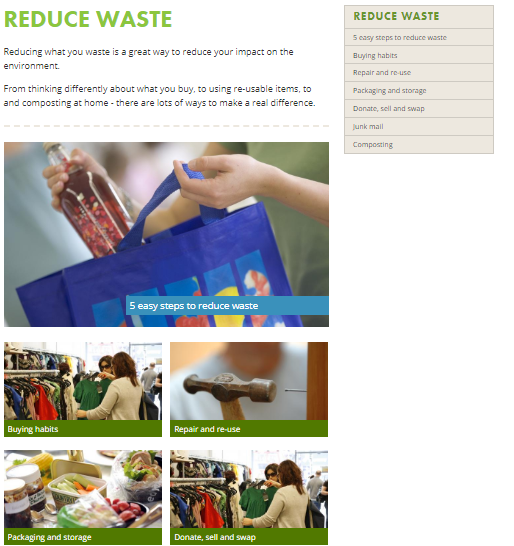 REDUCE WASTE
Reducing what you waste is a great way to reduce your impact on the
environment.
From thinking differently about what you buy, to using re-usable items, to
and composting at home - there are lots of ways to make a real difference.
5 easy steps to reduce waste
Buying habits
Repair and re-use
Packaging and storage
Donate, sell and swap
REDUCE WASTE
5 easy steps to reduce waste
Buying habits
Repair and re-use
Packaging and storage
Donate, sell and swap
Junk mail
Composting